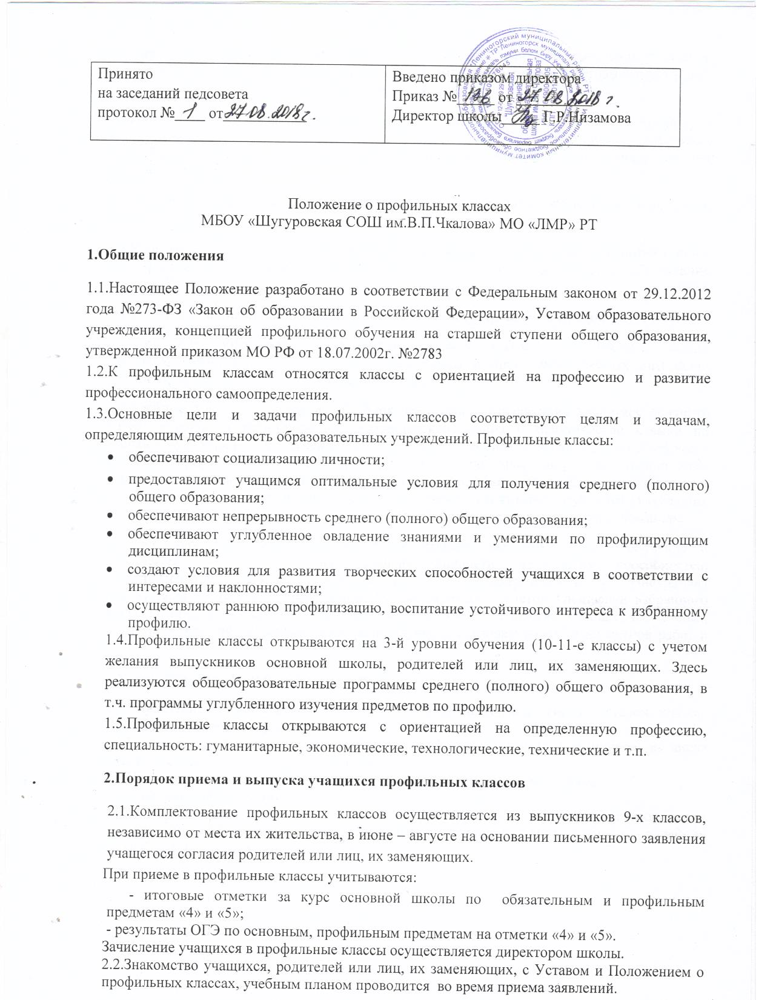 Принято
на заседаний педсовета
протокол № 1 от 27.08.2018г.
Введено приказом директора
Приказ № 126 от 27.08.2018г.
Директор школы Г.Р.Низамова
Положение о профильных классах
МБОУ «Шугуровская СОШ им.В.П.Чкалова» МО «ЛМР» РТ
1.Общие положения
1.1.Настоящее Положение разработано в соответствии с Федеральным законом от 29.12.2012
года №273-ФЗ «Закон об образовании в Российской Федерации», Уставом образовательного
учреждения, концепцией профильного обучения на старшей ступени общего образования,
утвержденной приказом МО РФ от 18.07.2002г. №2783
1.2.К профильным классам относятся классы с ориентацией на профессию и развитие
профессионального самоопределения.
1.3.Основные цели и задачи профильных классов соответствуют целям и задачам,
определяющим деятельность образовательных учреждений. Профильные классы:
• обеспечивают социализацию личности;
• предоставляют учащимся оптимальные условия для получения среднего (полного)
общего образования;
• обеспечивают непрерывность среднего (полного) общего образования;
• обеспечивают углубленное овладение знаниями и умениями по профилирующим
дисциплинам;
• создают условия для развития творческих способностей учащихся в соответствии с
интересами и наклонностями;
• осуществляют раннюю профилизацию, воспитание устойчивого интереса к избранному
профилю.
1.4.Профильные классы открываются на 3-й уровни обучения (10-11-е классы) с учетом
желания выпускников основной школы, родителей или лиц, их заменяющих. Здесь
реализуются общеобразовательные программы среднего (полного) общего образования, в
т.ч. программы углубленного изучения предметов по профилю.
1.5.Профильные классы открываются с ориентацией на определенную профессию,
специальность: гуманитарные, экономические, технологические, технические и т.п.
2.Порядок приема и выпуска учащихся профильных классов
2.1.Комплектование профильных классов осуществляется из выпускников 9-х классов,
независимо от места их жительства, в июне – августе на основании письменного заявления
учащегося согласия родителей или лиц, их заменяющих.
При приеме в профильные классы учитываются:
- итоговые отметки за курс основной школы по обязательным и профильным
предметам «4» и «5»;
- результаты ОГЭ по основным, профильным предметам на отметки «4» и «5».
Зачисление учащихся в профильные классы осуществляется директором школы.
2.2.Знакомство учащихся, родителей или лиц, их заменяющих, с Уставом и Положением о
профильных классах, учебным планом проводится во время приема заявлений.